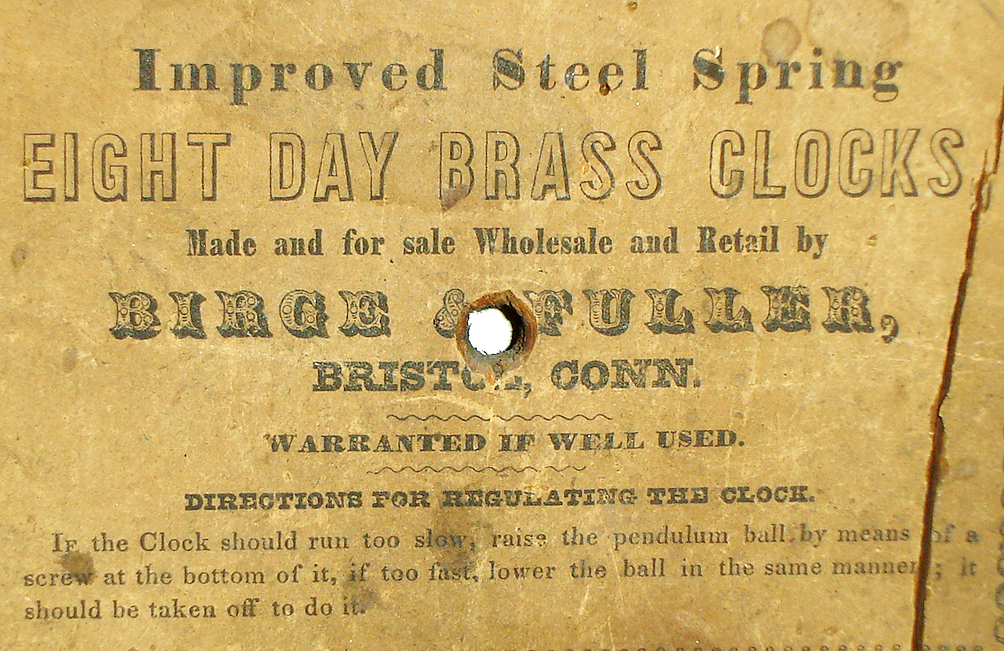 Improved Steel Spring
EIGHT DAY BRASS CLOCKS
Made and for sale Wholesale and Retail by
BIRGE & FULLER,
BRISTOL, CONN.
WARRANTED IF WELL USED.
DIRECTIONS FOR REGULATING THE CLOCK.
IF the Clock should run too slow, raise the pendulum ball by means of a
screw at the bottom of it, if too fast, lower the ball in the same manner; it
should be taken off to do it.